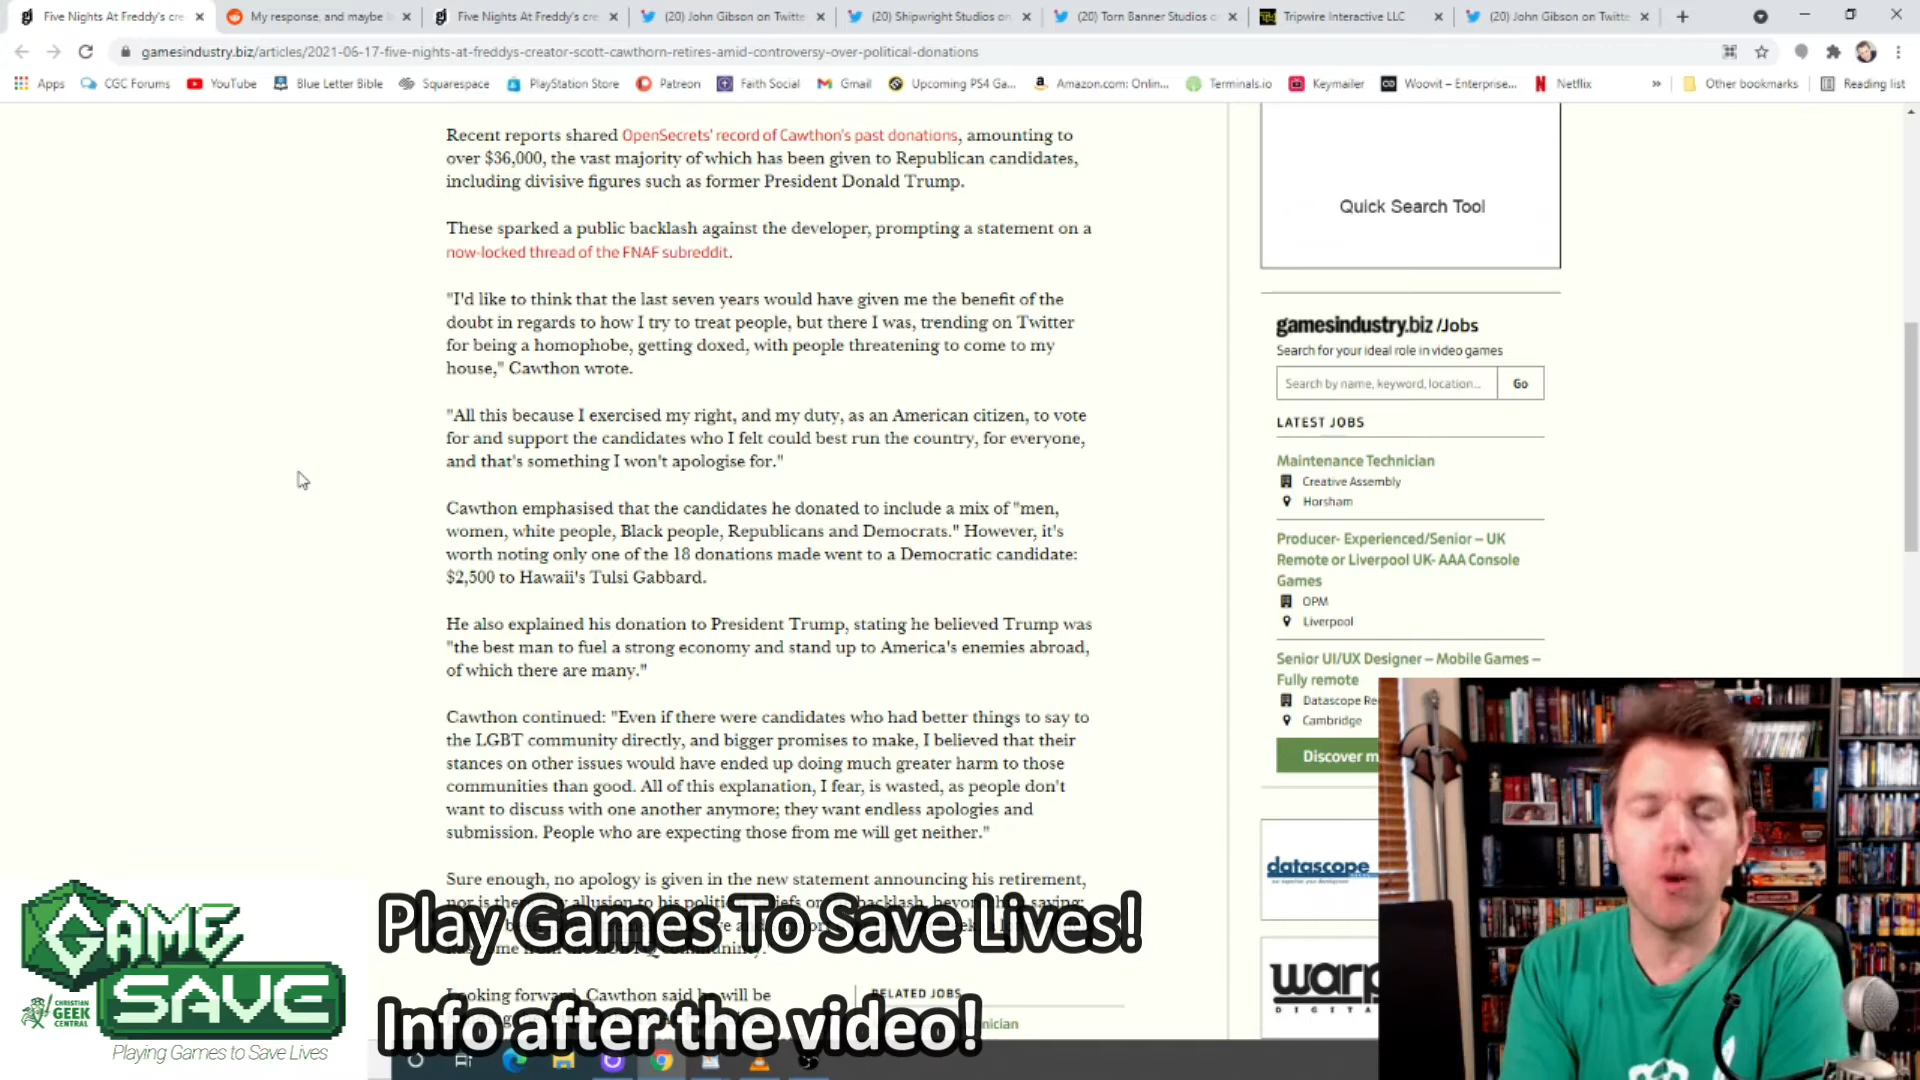 Five Nights At Freddy's cre
My response, and maybe
Five Nights At Freddy's cre
(20) John Gibson on Twitte
(20) Shipwright Studios on
(20) Torn Banner Studios o
Tripwire Interactive LLC
(20) John Gibson on Twitte
gamesindustry.biz/articles/2021-06-17-five-nights-at-freddys-creator-scott-cawthorn-retires-amid-controversy-over-political-donations
Apps
CGC Forums
YouTube
Blue Letter Bible
Squarespace
PlayStation Store
Patreon
Faith Social
Gmail
Upcoming PS4 Ga...
Amazon.com: Onlin...
Terminals.io
Keymailer
Woovit – Enterprise...
Netflix
»
Other bookmarks
Reading list
Recent reports shared OpenSecrets' record of Cawthon's past donations, amounting to
over $36,000, the vast majority of which has been given to Republican candidates,
including divisive figures such as former President Donald Trump.
These sparked a public backlash against the developer, prompting a statement on a
now-locked thread of the FNAF subreddit.
"I'd like to think that the last seven years would have given me the benefit of the
doubt in regards to how I try to treat people, but there I was, trending on Twitter
for being a homophobe, getting doxed, with people threatening to come to my
house," Cawthon wrote.
"All this because I exercised my right, and my duty, as an American citizen, to vote
for and support the candidates who I felt could best run the country, for everyone,
and that's something I won't apologise for."
Cawthon emphasised that the candidates he donated to include a mix of "men,
women, white people, Black people, Republicans and Democrats." However, it's
worth noting only one of the 18 donations made went to a Democratic candidate:
$2,500 to Hawaii's Tulsi Gabbard.
He also explained his donation to President Trump, stating he believed Trump was
"the best man to fuel a strong economy and stand up to America's enemies abroad,
of which there are many."
Cawthon continued: "Even if there were candidates who had better things to say to
the LGBT community directly, and bigger promises to make, I believed that their
stances on other issues would have ended up doing much greater harm to those
communities than good. All of this explanation, I fear, is wasted, as people don't
want to discuss with one another anymore; they want endless apologies and
submission. People who are expecting those from me will get neither."
Sure enough, no apology is given in the new statement announcing his retirement,
Looking forward, Cawthon said he will be
RELATED JOBS
Quick Search Tool
gamesindustry.biz /Jobs
Search for your ideal role in video games
Search by name, keyword, location...
Go
LATEST JOBS
Maintenance Technician
Creative Assembly
Horsham
Producer- Experienced/Senior – UK
Remote or Liverpool UK- AAA Console
Games
OPM
Liverpool
Senior UI/UX Designer – Mobile Games –
Fully remote
Datascope Re
Cambridge
Discover m
datascope
warp
DIGITA
GAME
SAVE
CHRISTIAN
GEEK
CENTRAL
Playing Games to Save Lives
Play Games To Save Lives!
Info after the video!